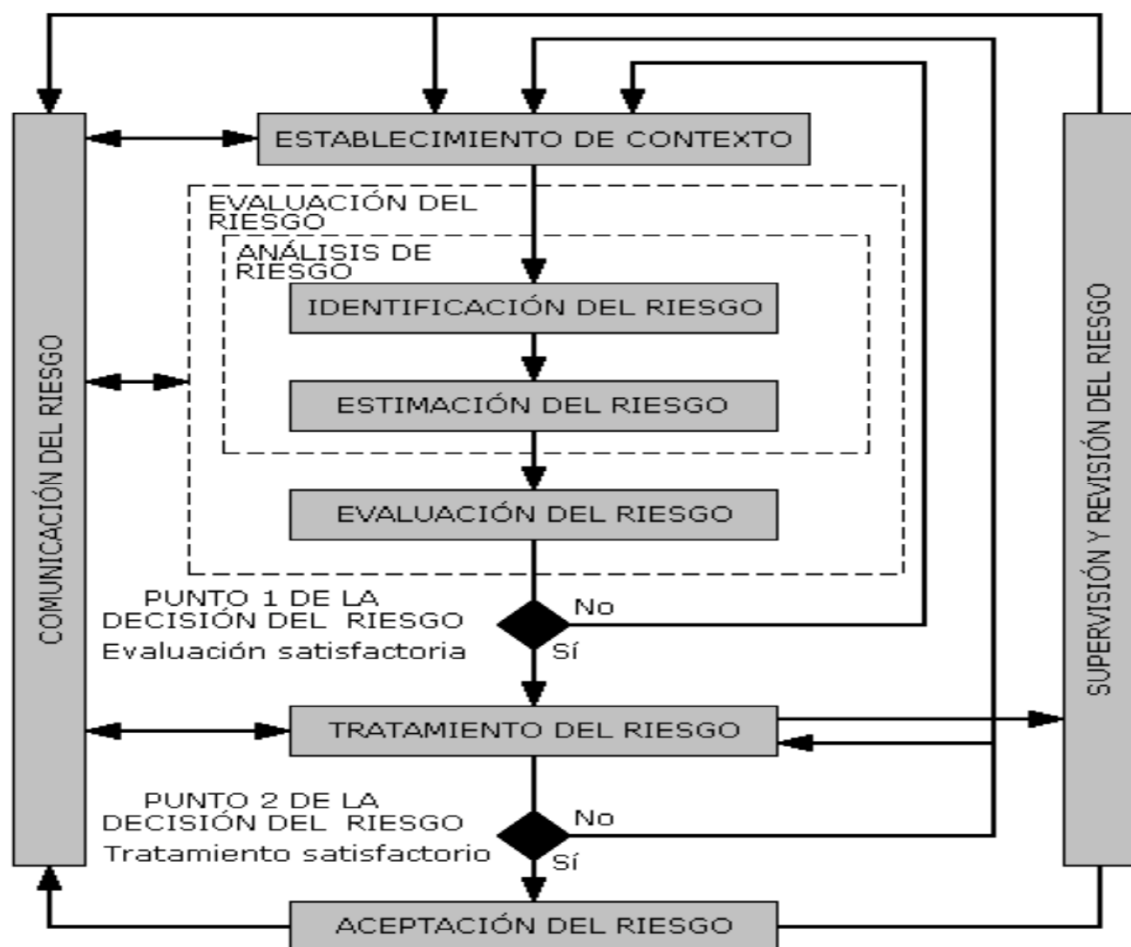 ESTABLECIMIENTO DE CONTEXTO
EVALUACIÓN DEL
RIESGO
ANÁLISIS DE
RIESGO
IDENTIFICACIÓN DEL RIESGO
ESTIMACIÓN DEL RIESGO
EVALUACIÓN DEL RIESGO
COMUNICACIÓN DEL RIESGO
SUPERVISIÓN Y REVISIÓN DEL RIESGO
PUNTO 1 DE LA
DECISIÓN DEL RIESGO
Evaluación satisfactoria
No
Sí
TRATAMIENTO DEL RIESGO
PUNTO 2 DE LA
DECISIÓN DEL RIESGO
Tratamiento satisfactorio
No
Sí
ACEPTACIÓN DEL RIESGO